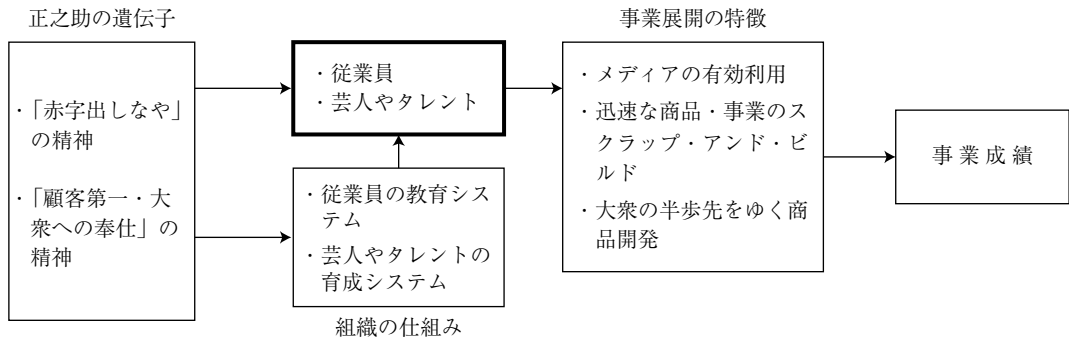 正之助の遺伝子
・「赤字出しなや」
の精神
・「顧客第一・大
衆への奉仕」の
精神
・従業員
・芸人やタレント
・従業員の教育シス
テム
・芸人やタレントの
育成システム
組織の仕組み
事業展開の特徴
・メディアの有効利用
・迅速な商品・事業のス
クラップ・アンド・ビ
ルド
・大衆の半歩先をゆく商
品開発
事業成績